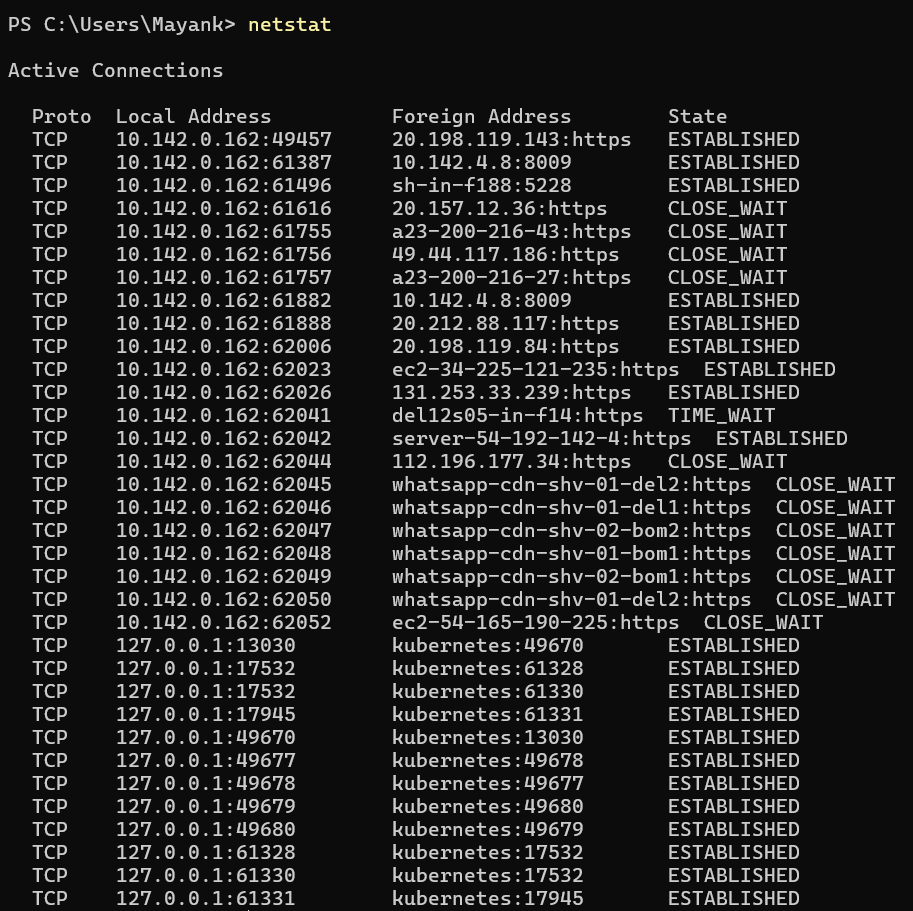 PS C:\Users\Mayank> netstat
Active Connections
Proto  Local Address          Foreign Address        State
TCP    10.142.0.162:49457     20.198.119.143:https   ESTABLISHED
TCP    10.142.0.162:61387     10.142.4.8:8009        ESTABLISHED
TCP    10.142.0.162:61496     sh-in-f188:5228        ESTABLISHED
TCP    10.142.0.162:61616     20.157.12.36:https     CLOSE_WAIT
TCP    10.142.0.162:61755     a23-200-216-43:https   CLOSE_WAIT
TCP    10.142.0.162:61756     49.44.117.186:https    CLOSE_WAIT
TCP    10.142.0.162:61757     a23-200-216-27:https   CLOSE_WAIT
TCP    10.142.0.162:61882     10.142.4.8:8009        ESTABLISHED
TCP    10.142.0.162:61888     20.212.88.117:https    ESTABLISHED
TCP    10.142.0.162:62006     20.198.119.84:https    ESTABLISHED
TCP    10.142.0.162:62023     ec2-34-225-121-235:https  ESTABLISHED
TCP    10.142.0.162:62026     131.253.33.239:https   ESTABLISHED
TCP    10.142.0.162:62041     del12s05-in-f14:https  TIME_WAIT
TCP    10.142.0.162:62042     server-54-192-142-4:https  ESTABLISHED
TCP    10.142.0.162:62044     112.196.177.34:https   CLOSE_WAIT
TCP    10.142.0.162:62045     whatsapp-cdn-shv-01-del2:https  CLOSE_WAIT
TCP    10.142.0.162:62046     whatsapp-cdn-shv-01-del1:https  CLOSE_WAIT
TCP    10.142.0.162:62047     whatsapp-cdn-shv-02-bom2:https  CLOSE_WAIT
TCP    10.142.0.162:62048     whatsapp-cdn-shv-01-bom1:https  CLOSE_WAIT
TCP    10.142.0.162:62049     whatsapp-cdn-shv-02-bom1:https  CLOSE_WAIT
TCP    10.142.0.162:62050     whatsapp-cdn-shv-01-del2:https  CLOSE_WAIT
TCP    10.142.0.162:62052     ec2-54-165-190-225:https  CLOSE_WAIT
TCP    127.0.0.1:13030        kubernetes:49670       ESTABLISHED
TCP    127.0.0.1:17532        kubernetes:61328       ESTABLISHED
TCP    127.0.0.1:17532        kubernetes:61330       ESTABLISHED
TCP    127.0.0.1:17945        kubernetes:61331       ESTABLISHED
TCP    127.0.0.1:49670        kubernetes:13030       ESTABLISHED
TCP    127.0.0.1:49677        kubernetes:49678       ESTABLISHED
TCP    127.0.0.1:49678        kubernetes:49677       ESTABLISHED
TCP    127.0.0.1:49679        kubernetes:49680       ESTABLISHED
TCP    127.0.0.1:49680        kubernetes:49679       ESTABLISHED
TCP    127.0.0.1:61328        kubernetes:17532       ESTABLISHED
TCP    127.0.0.1:61330        kubernetes:17532       ESTABLISHED
TCP    127.0.0.1:61331        kubernetes:17945       ESTABLISHED